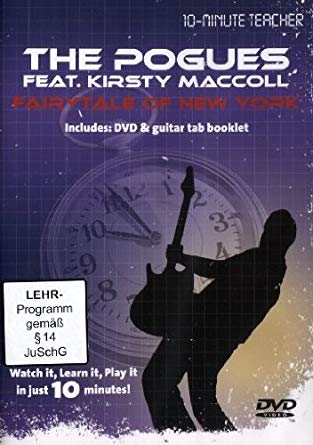 10-MINUTE TEACHER
THE POGUES
FEAT. KIRSTY MACCOLL
FAIRYTALE OF NEW YORK
Includes: DVD & guitar tab booklet
LEHR-
Programm
gemäß
§ 14
JuSchG
Watch it, Learn it, Play it
in just 10 minutes!
DVD
VIDEO